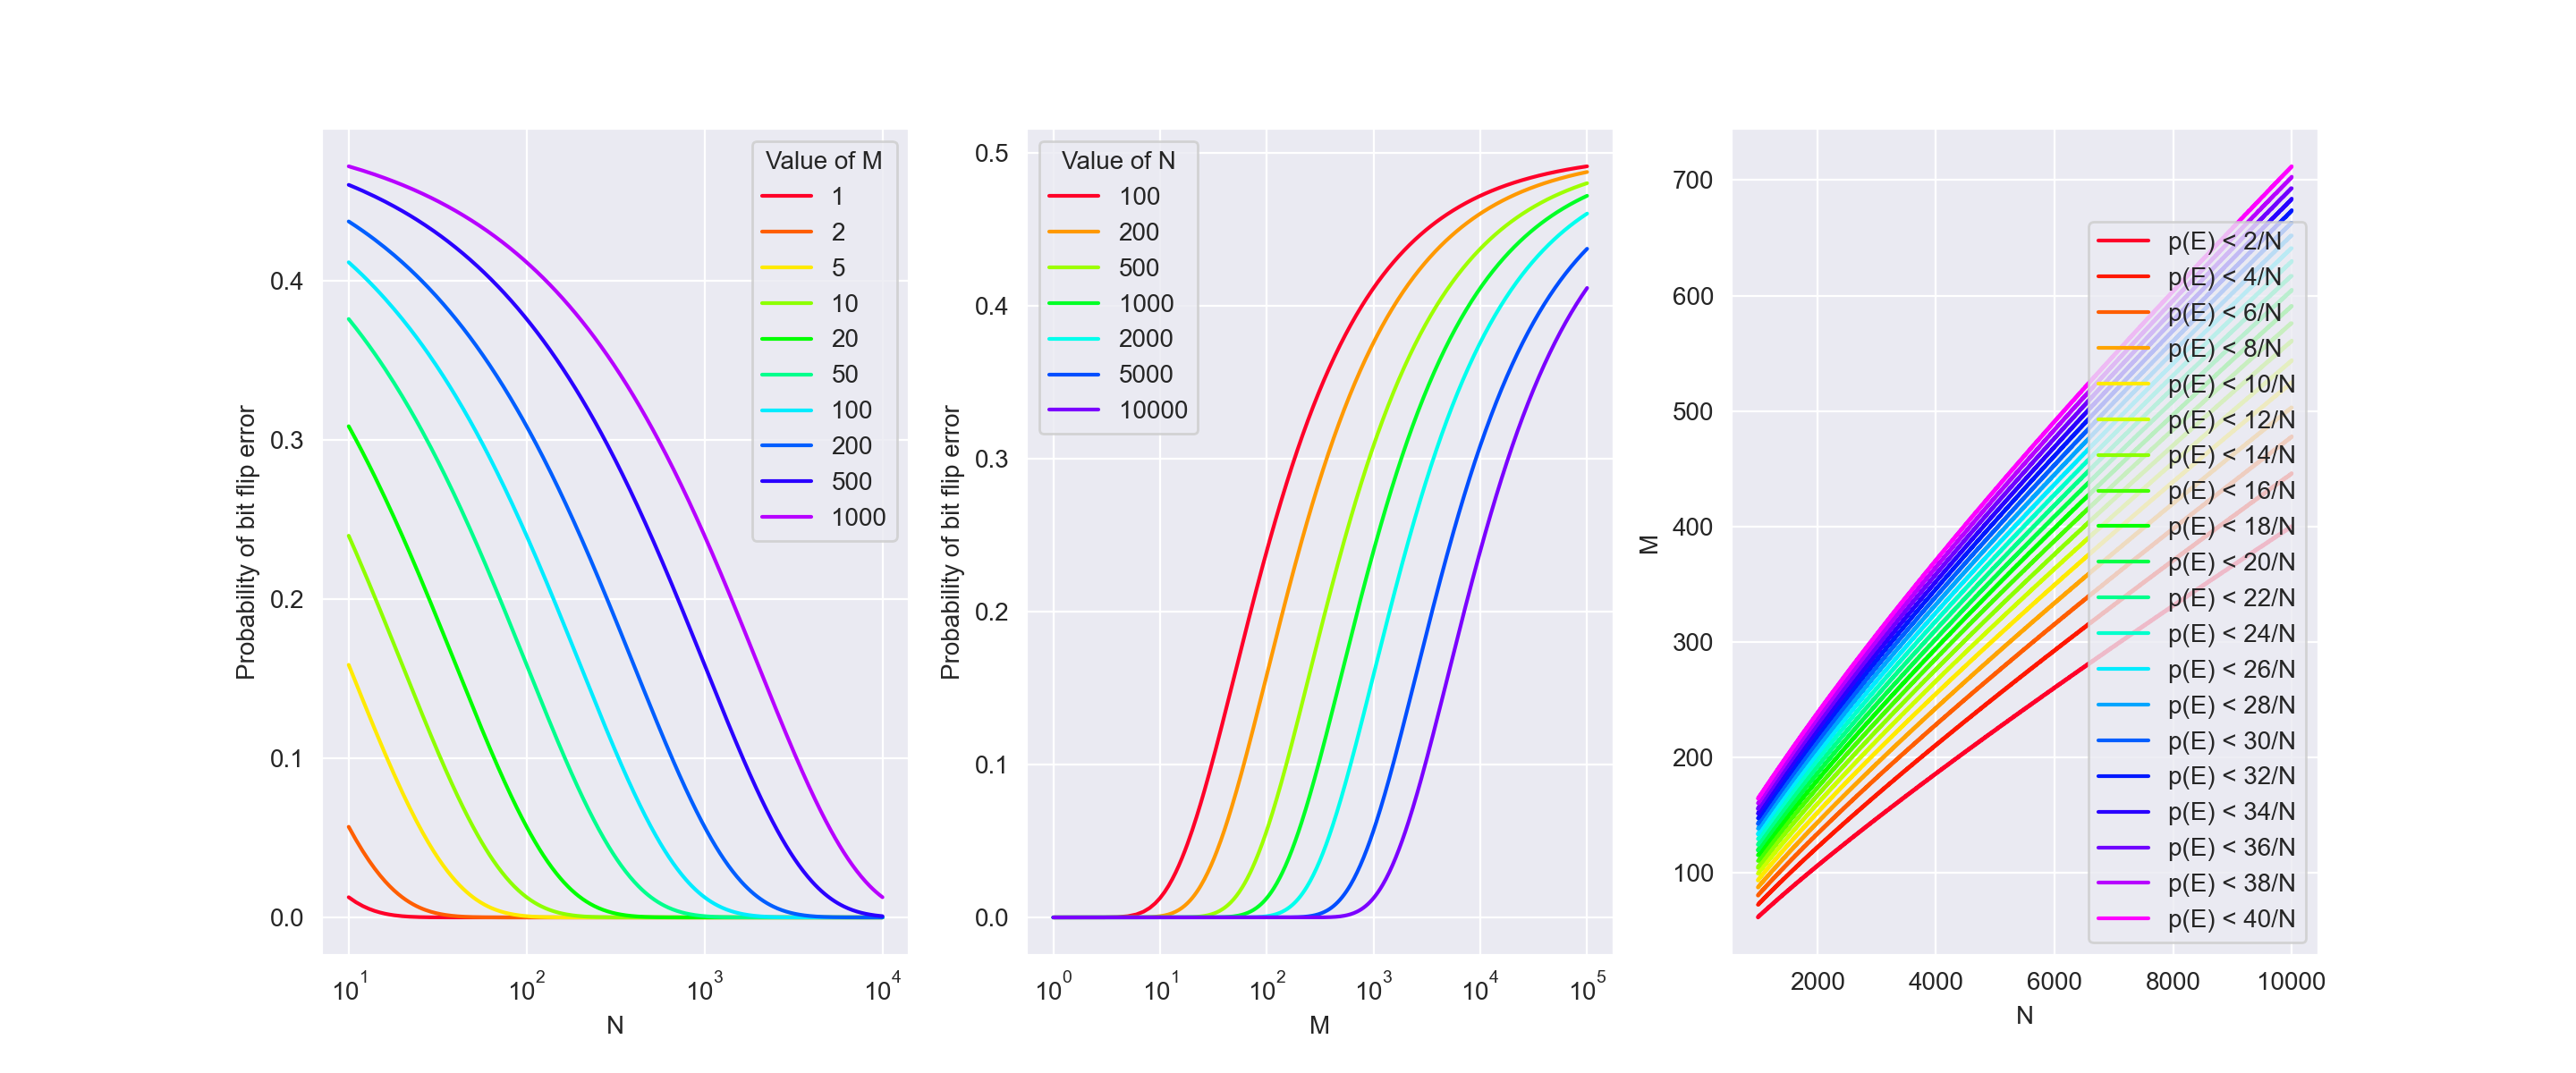 Probability of bit flip error
0.4
0.3
0.2
0.1
0.0
10^1
10^2
10^3
10^4
N
Value of M
1
2
5
10
20
50
100
200
500
1000
Probability of bit flip error
0.5
0.4
0.3
0.2
0.1
0.0
10^0
10^1
10^2
10^3
10^4
10^5
M
Value of N
100
200
500
1000
2000
5000
10000
M
700
600
500
400
300
200
100
2000
4000
6000
8000
10000
N
p(E) < 2/N
p(E) < 4/N
p(E) < 6/N
p(E) < 8/N
p(E) < 10/N
p(E) < 12/N
p(E) < 14/N
p(E) < 16/N
p(E) < 18/N
p(E) < 20/N
p(E) < 22/N
p(E) < 24/N
p(E) < 26/N
p(E) < 28/N
p(E) < 30/N
p(E) < 32/N
p(E) < 34/N
p(E) < 36/N
p(E) < 38/N
p(E) < 40/N